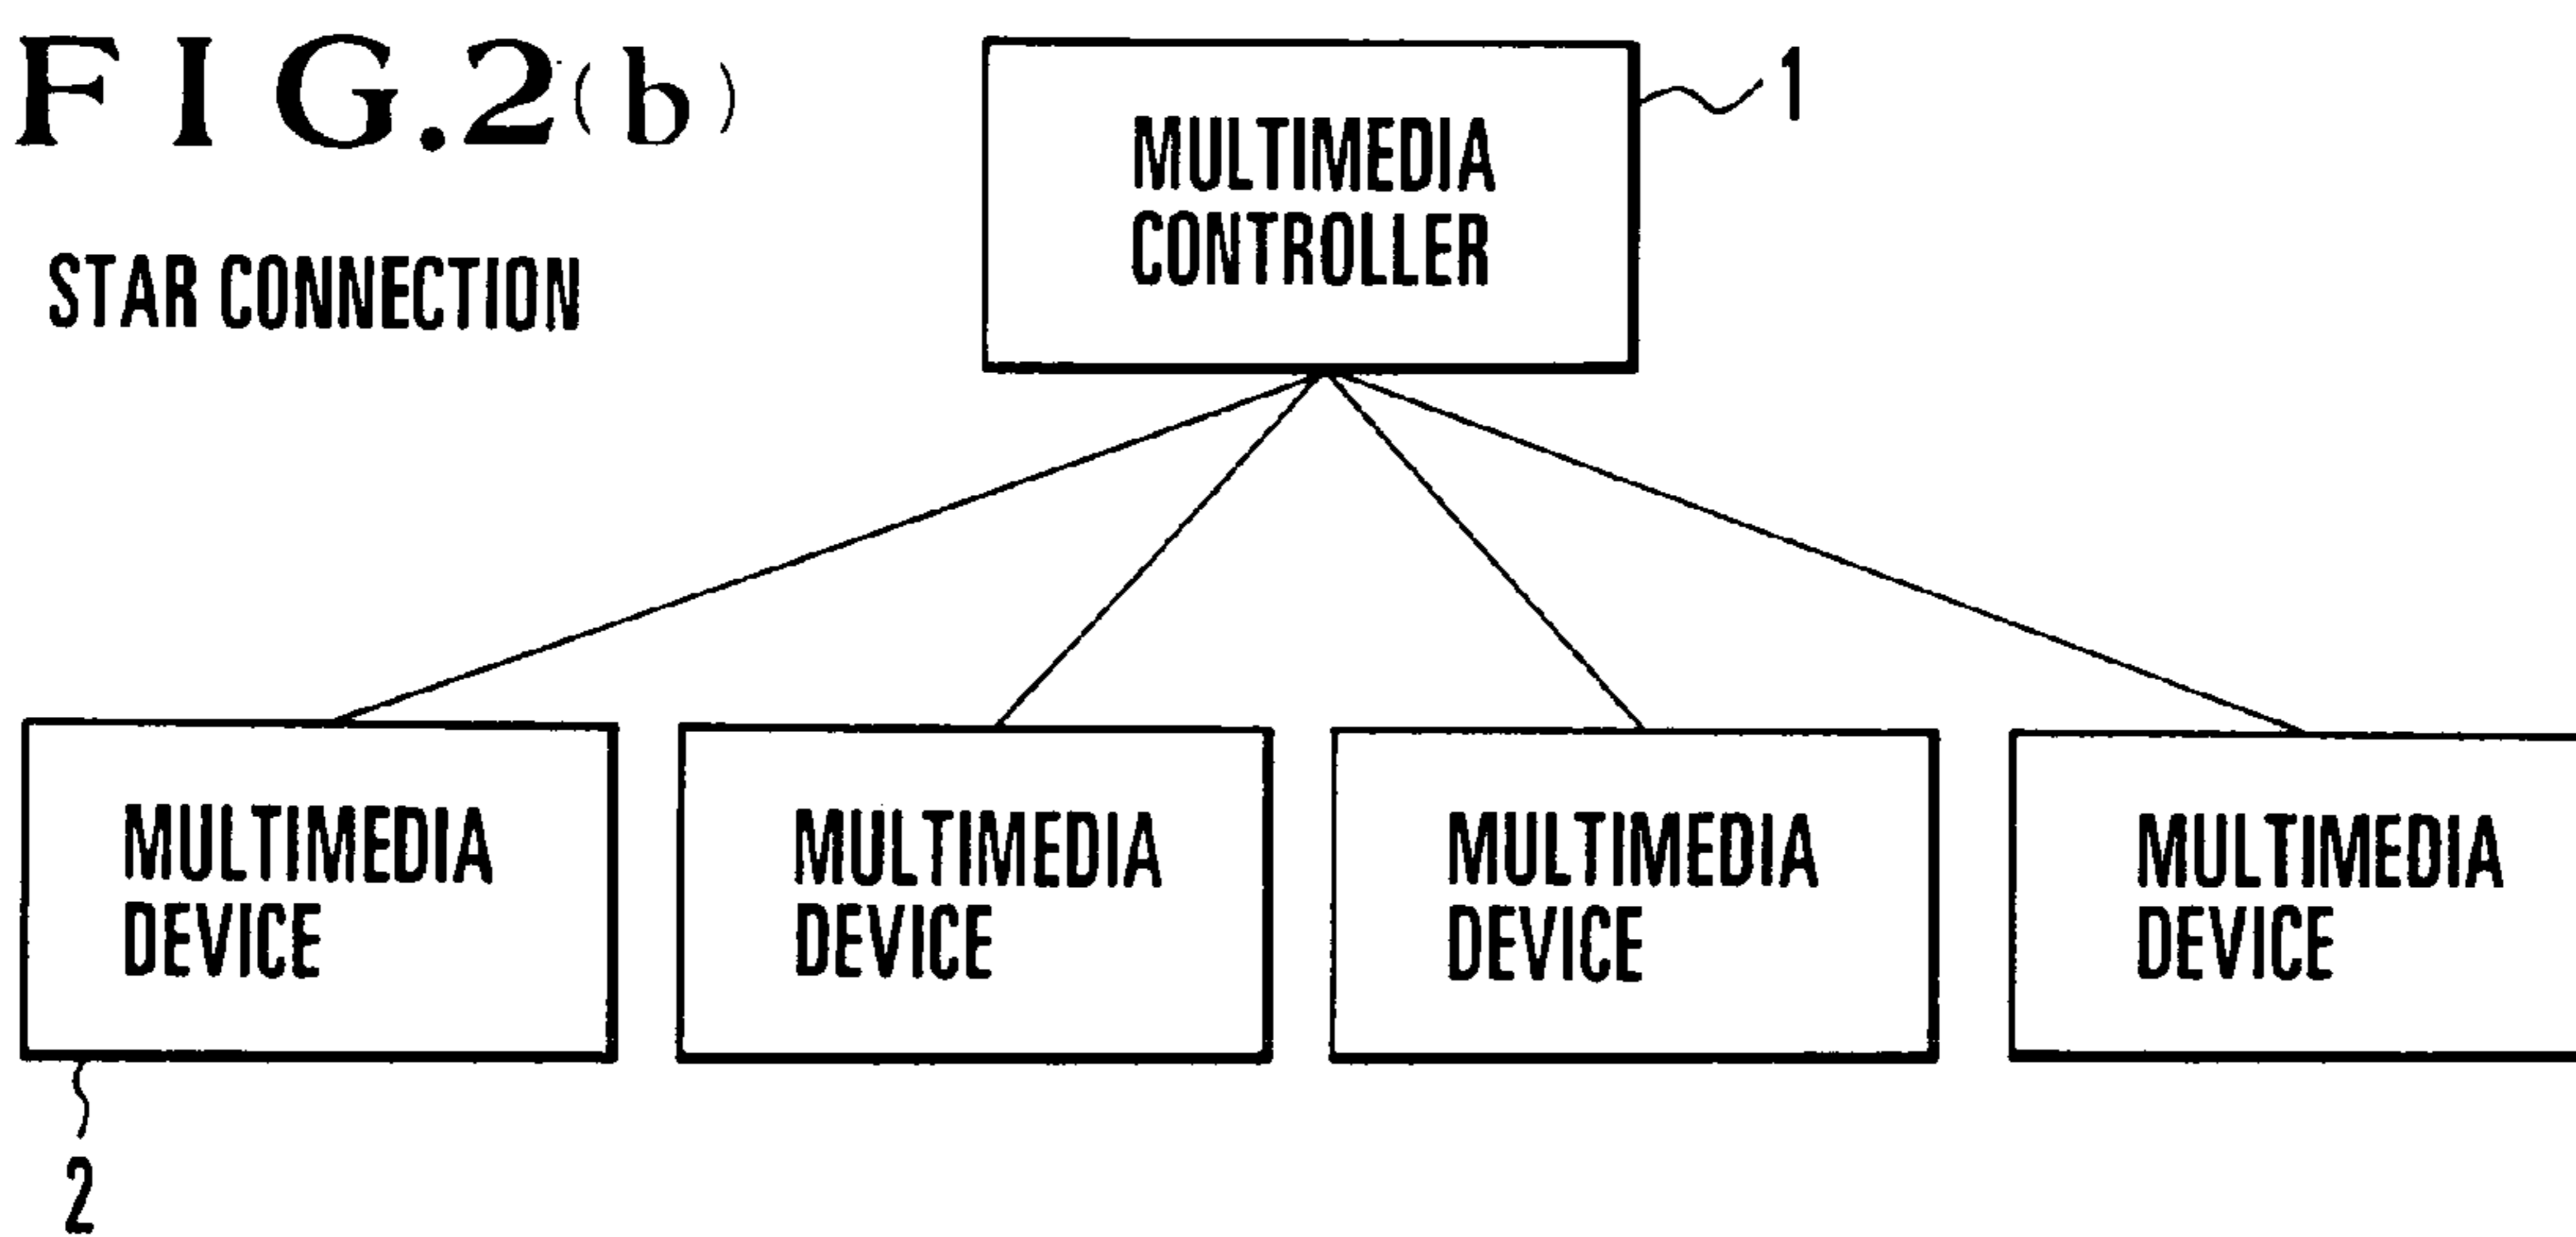 FIG.2(b)
STAR CONNECTION
MULTIMEDIA
CONTROLLER
1
MULTIMEDIA
DEVICE
MULTIMEDIA
DEVICE
MULTIMEDIA
DEVICE
MULTIMEDIA
DEVICE
2